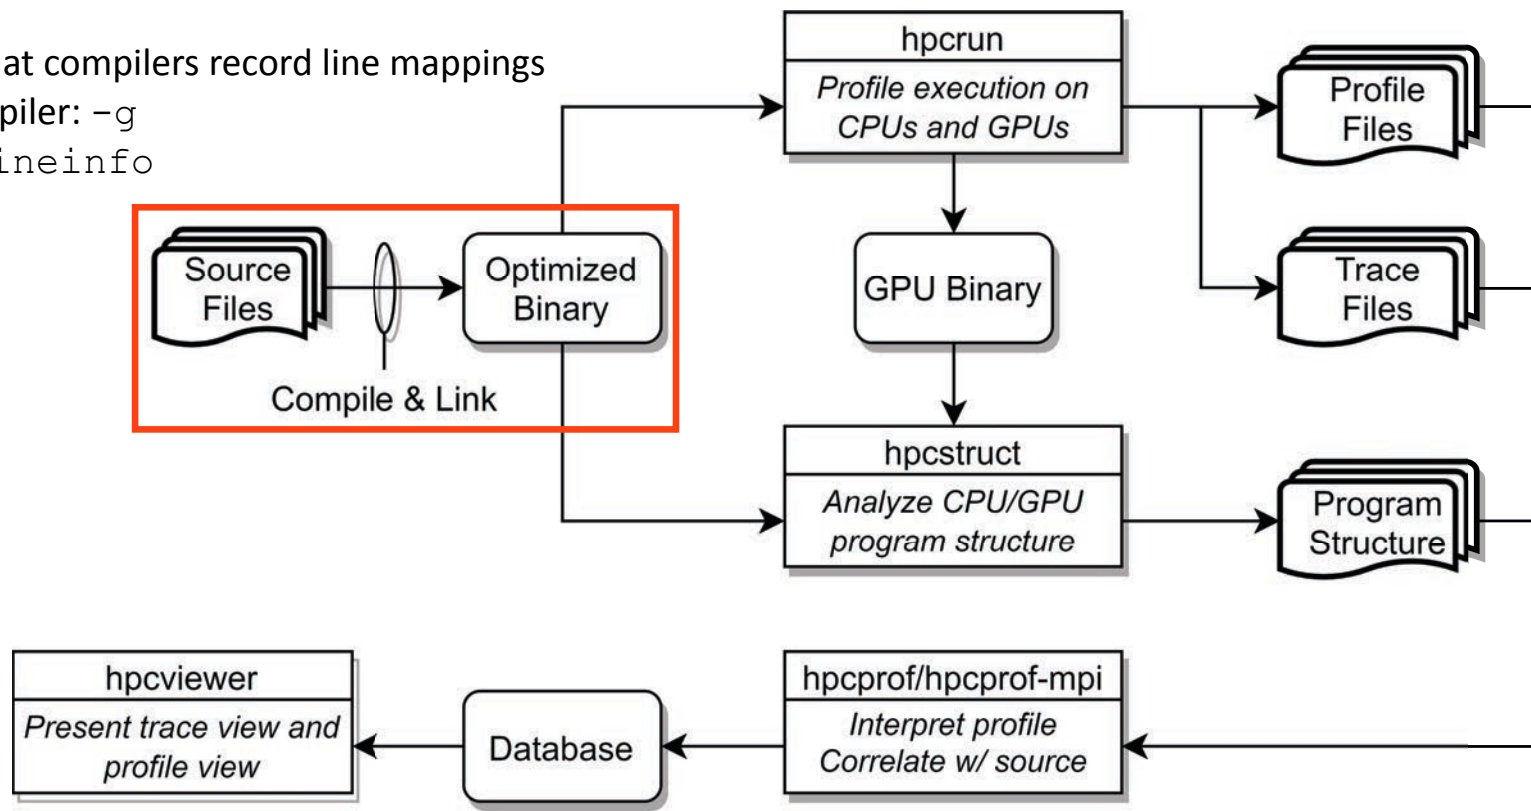 at compilers record line mappings
piler: -g
ineinfo
hpcrun
Profile execution on
CPUs and GPUs
Profile
Files
Source
Files
Optimized
Binary
GPU Binary
Trace
Files
Compile & Link
hpcstruct
Analyze CPU/GPU
program structure
Program
Structure
hpcviewer
Present trace view and
profile view
Database
hpcprof/hpcprof-mpi
Interpret profile
Correlate w/ source